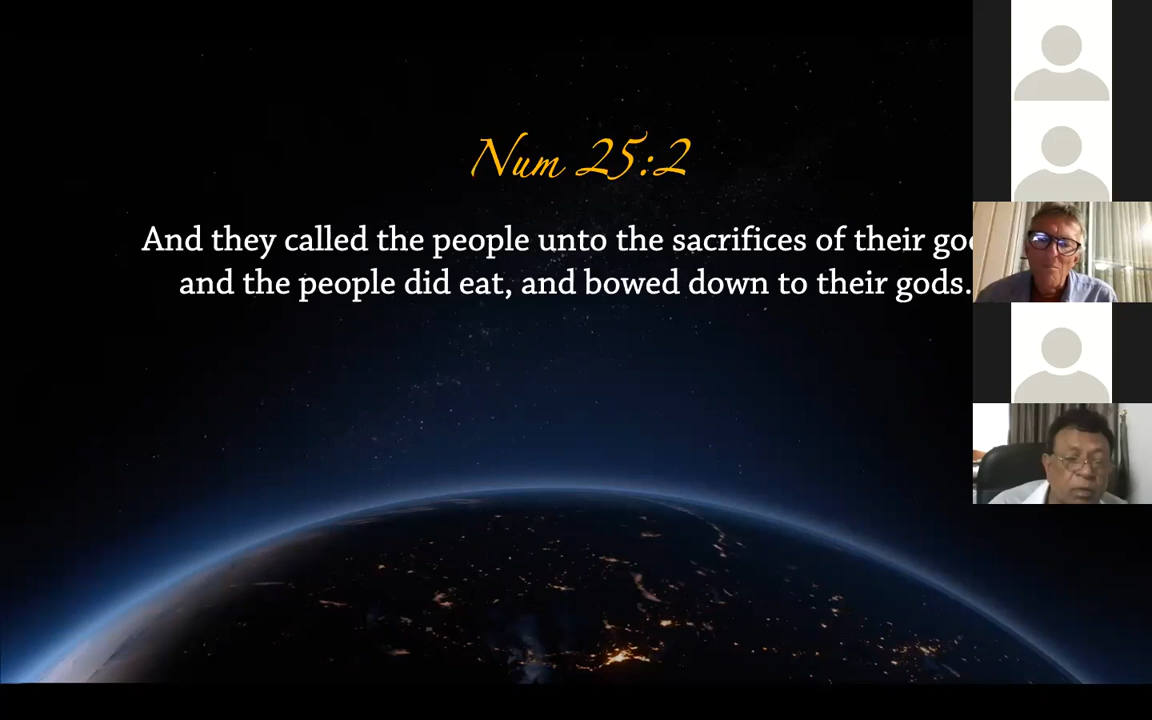 Num 25:2
And they called the people unto the sacrifices of their
and the people did eat, and bowed down to their gods.